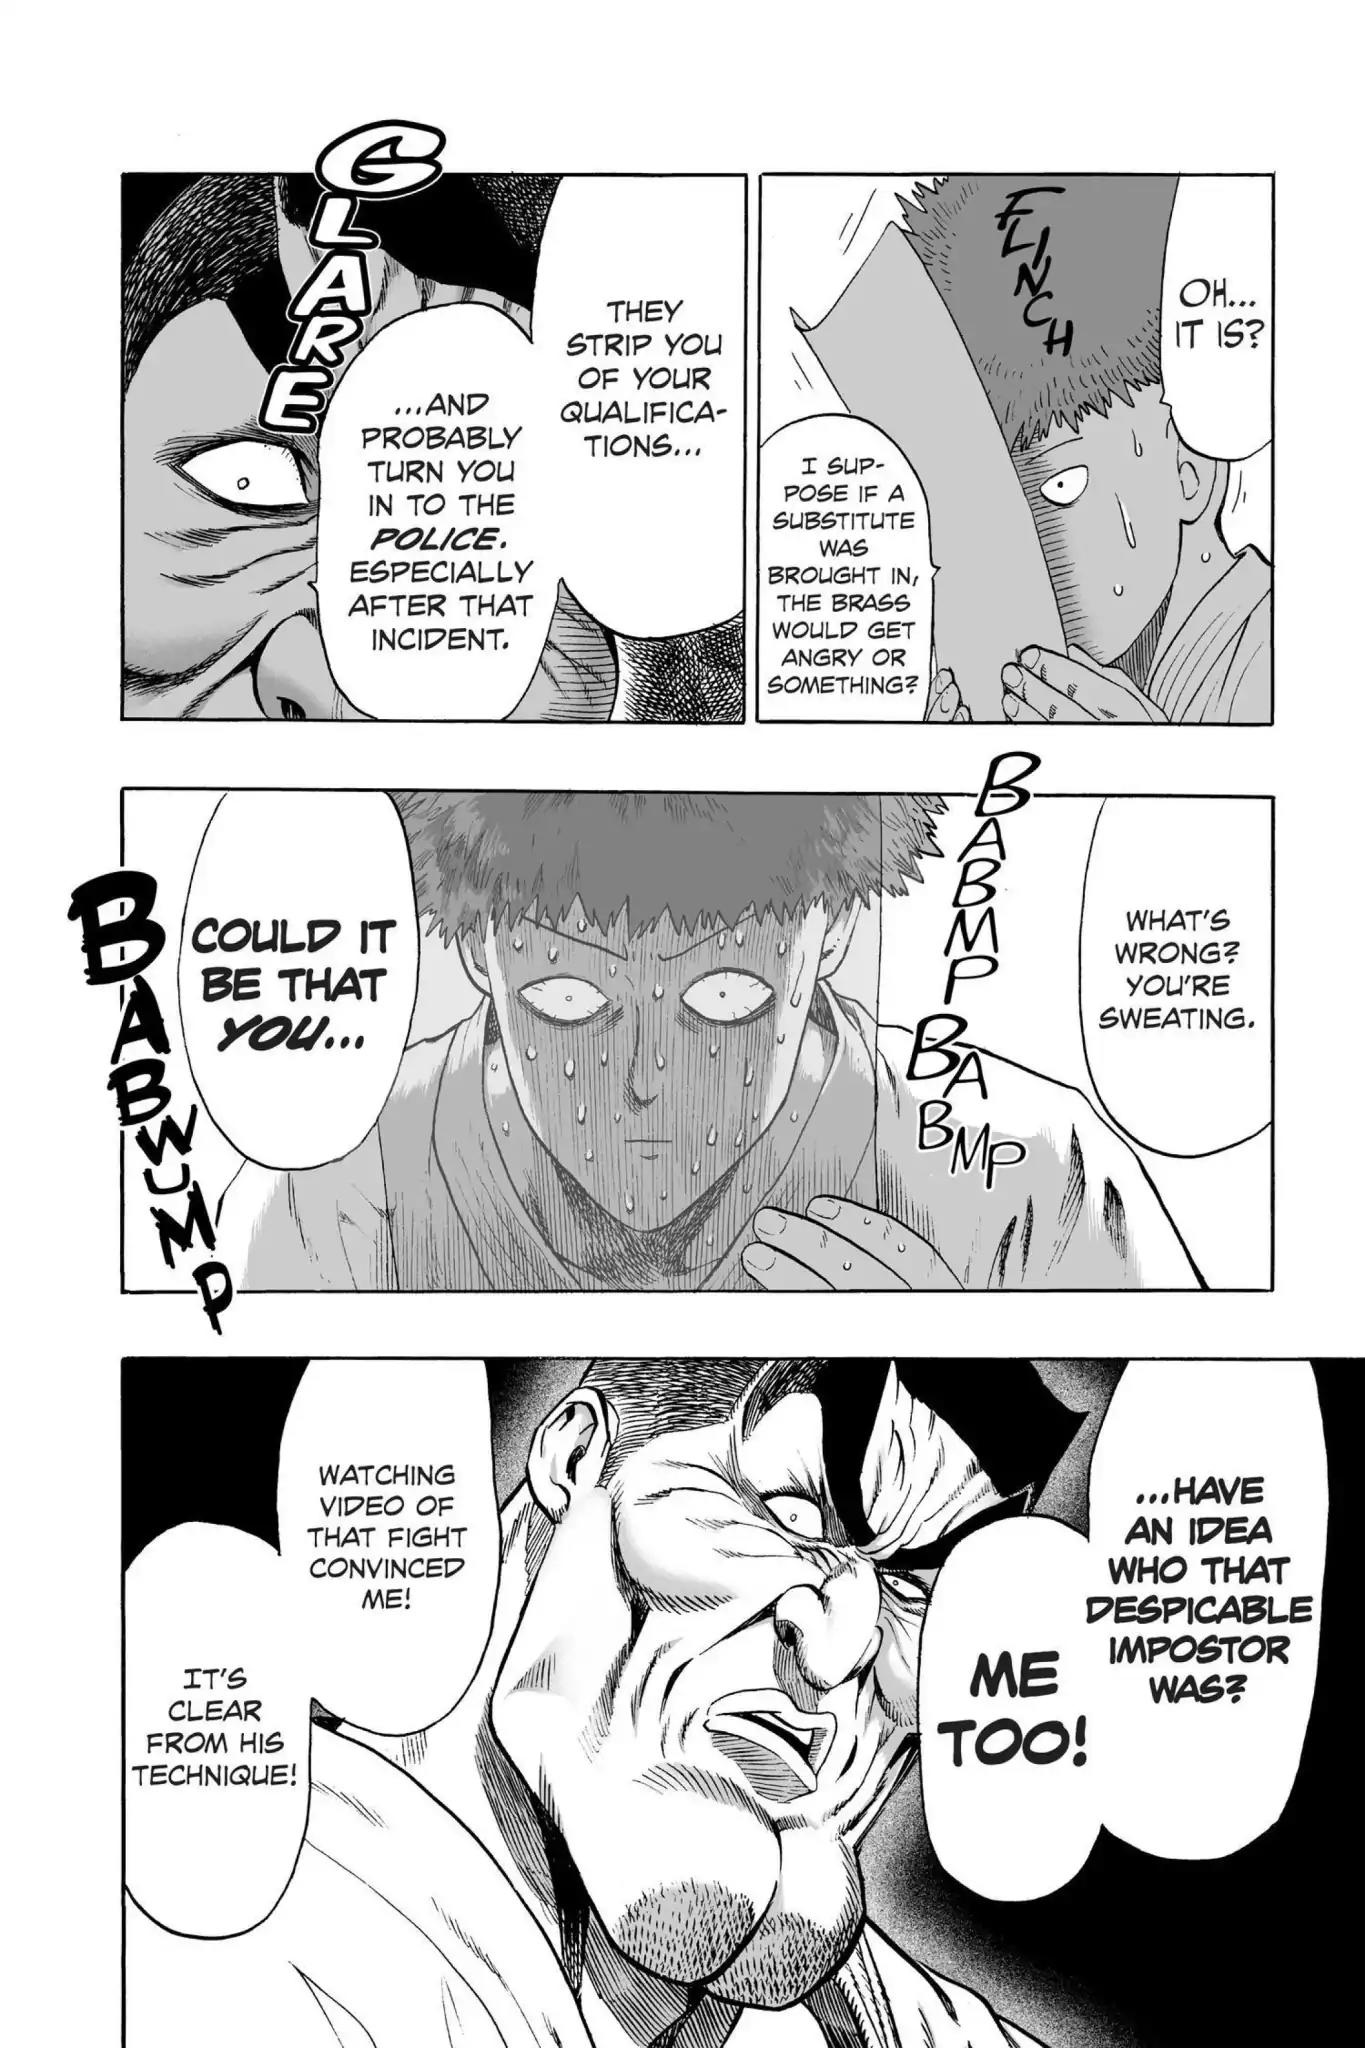 FLINCH
OH...
IT IS?
I SUP-
POSE IF A
SUBSTITUTE
WAS
BROUGHT IN,
THE BRASS
WOULD GET
ANGRY OR
SOMETHING?
THEY
STRIP YOU
OF YOUR
QUALIFICA-
TIONS...
...AND
PROBABLY
TURN YOU
IN TO THE
POLICE.
ESPECIALLY
AFTER THAT
INCIDENT.
GLARE
WHAT'S
WRONG?
YOU'RE
SWEATING.
BABMP
BABMP
COULD IT
BE THAT
YOU...
BABWUMP
...HAVE
AN IDEA
WHO THAT
DESPICABLE
IMPOSTOR
WAS?
ME
TOO!
WATCHING
VIDEO OF
THAT FIGHT
CONVINCED
ME!
IT'S
CLEAR
FROM HIS
TECHNIQUE!